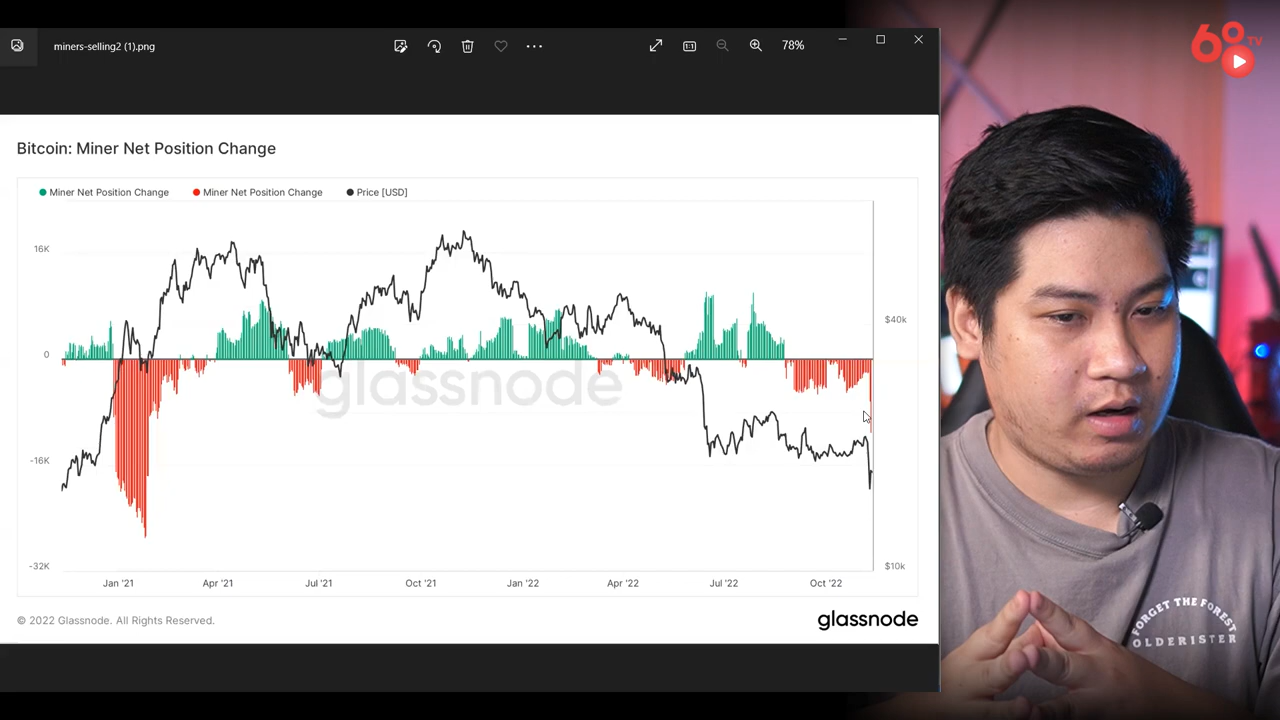 miners-selling2 (1).png
78%
68
TV
Bitcoin: Miner Net Position Change
Miner Net Position Change
Miner Net Position Change
Price [USD]
16K
0
-16K
-32K
$40k
$10k
glassnode
Jan '21
Apr '21
Jul '21
Oct '21
Jan '22
Apr '22
Jul '22
Oct '22
© 2022 Glassnode. All Rights Reserved.
glassnode
FORGET THE FOREST
OLDERISTER